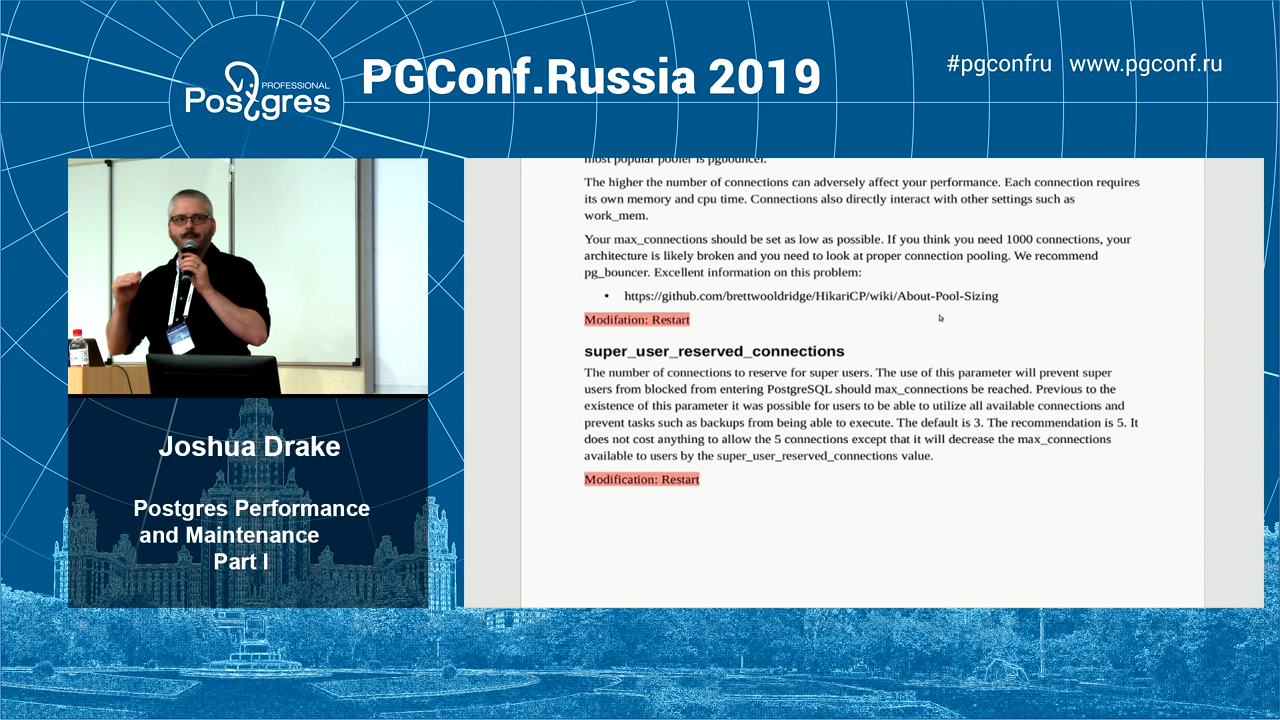 PROFESSIONAL
Postgres
PGConf.Russia 2019
#pgconfru www.pgconf.ru
most popular pooler is pgbouncer.
The higher the number of connections can adversely affect your performance. Each connection requires
its own memory and cpu time. Connections also directly interact with other settings such as
work_mem.
Your max_connections should be set as low as possible. If you think you need 1000 connections, your
architecture is likely broken and you need to look at proper connection pooling. We recommend
pg_bouncer. Excellent information on this problem:
• https://github.com/brettwooldridge/HikariCP/wiki/About-Pool-Sizing
Modifation: Restart
super_user_reserved_connections
The number of connections to reserve for super users. The use of this parameter will prevent super
users from blocked from entering PostgreSQL should max_connections be reached. Previous to the
existence of this parameter it was possible for users to be able to utilize all available connections and
prevent tasks such as backups from being able to execute. The default is 3. The recommendation is 5. It
does not cost anything to allow the 5 connections except that it will decrease the max_connections
available to users by the super_user_reserved_connections value.
Modification: Restart
Joshua Drake
Postgres Performance
and Maintenance
Part I